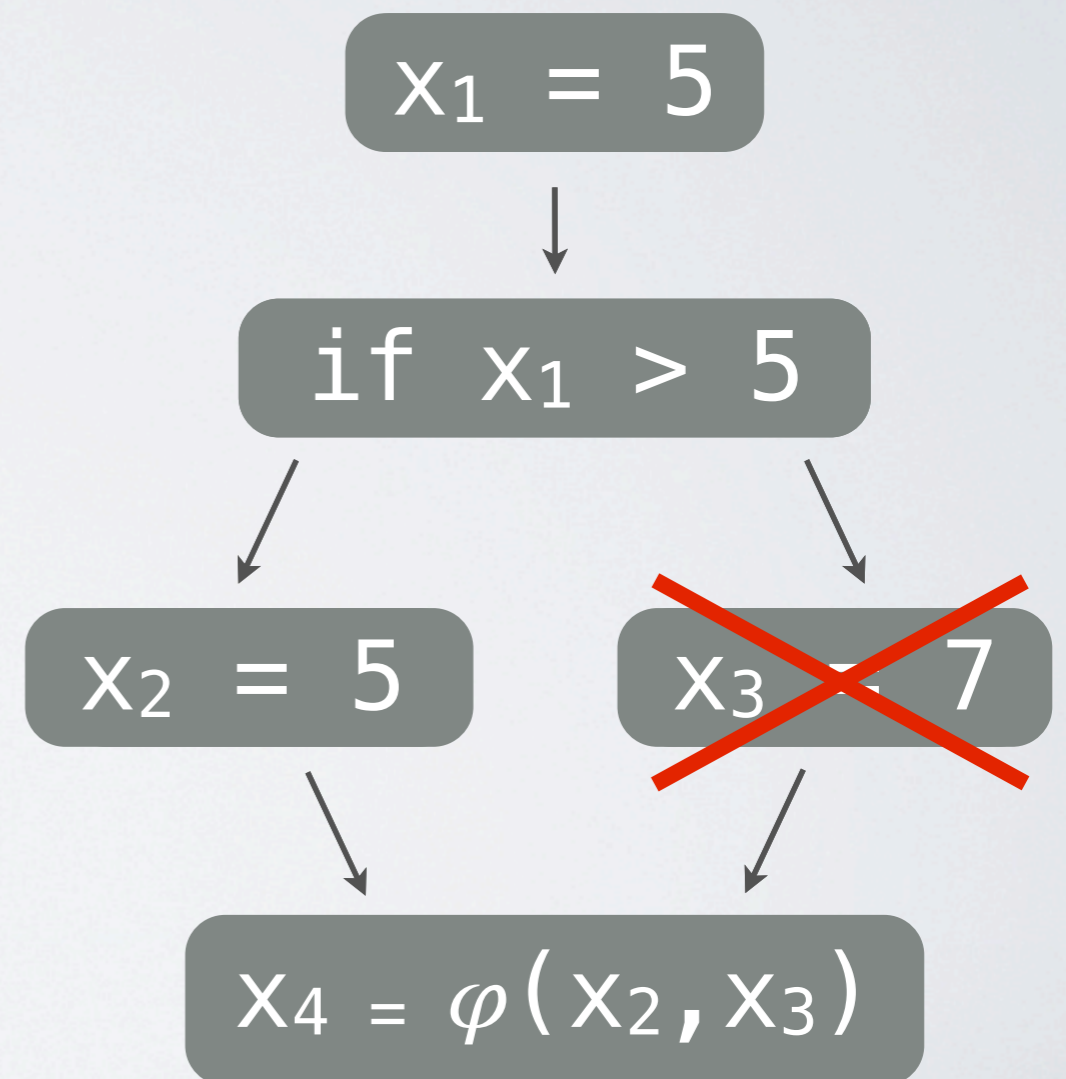 x₁ = 5
if x₁ > 5
x₂ = 5
x₃ = 7
x₄ = φ(x₂,x₃)